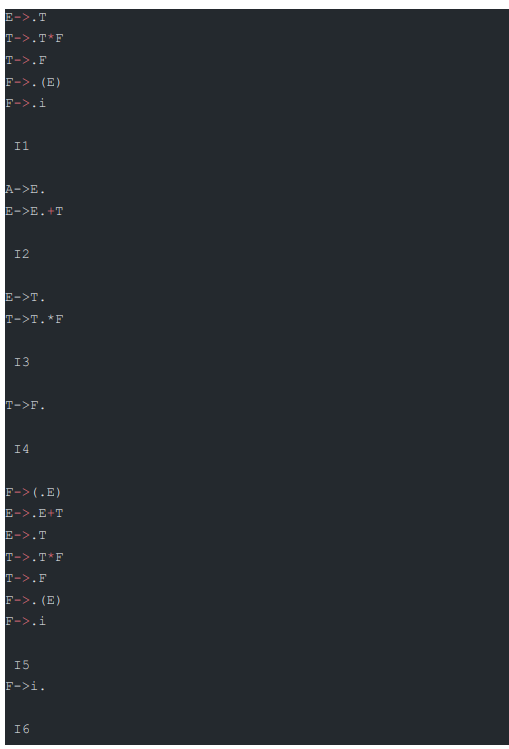 E->.T
T->.T*F
T->.F
F->.(E)
F->.i
I1
A->E.
E->E.+T
I2
E->T.
T->T.*F
I3
T->F.
I4
F->(.E)
E->.E+T
E->.T
T->.T*F
T->.F
F->.(E)
F->.i
I5
F->i.
I6